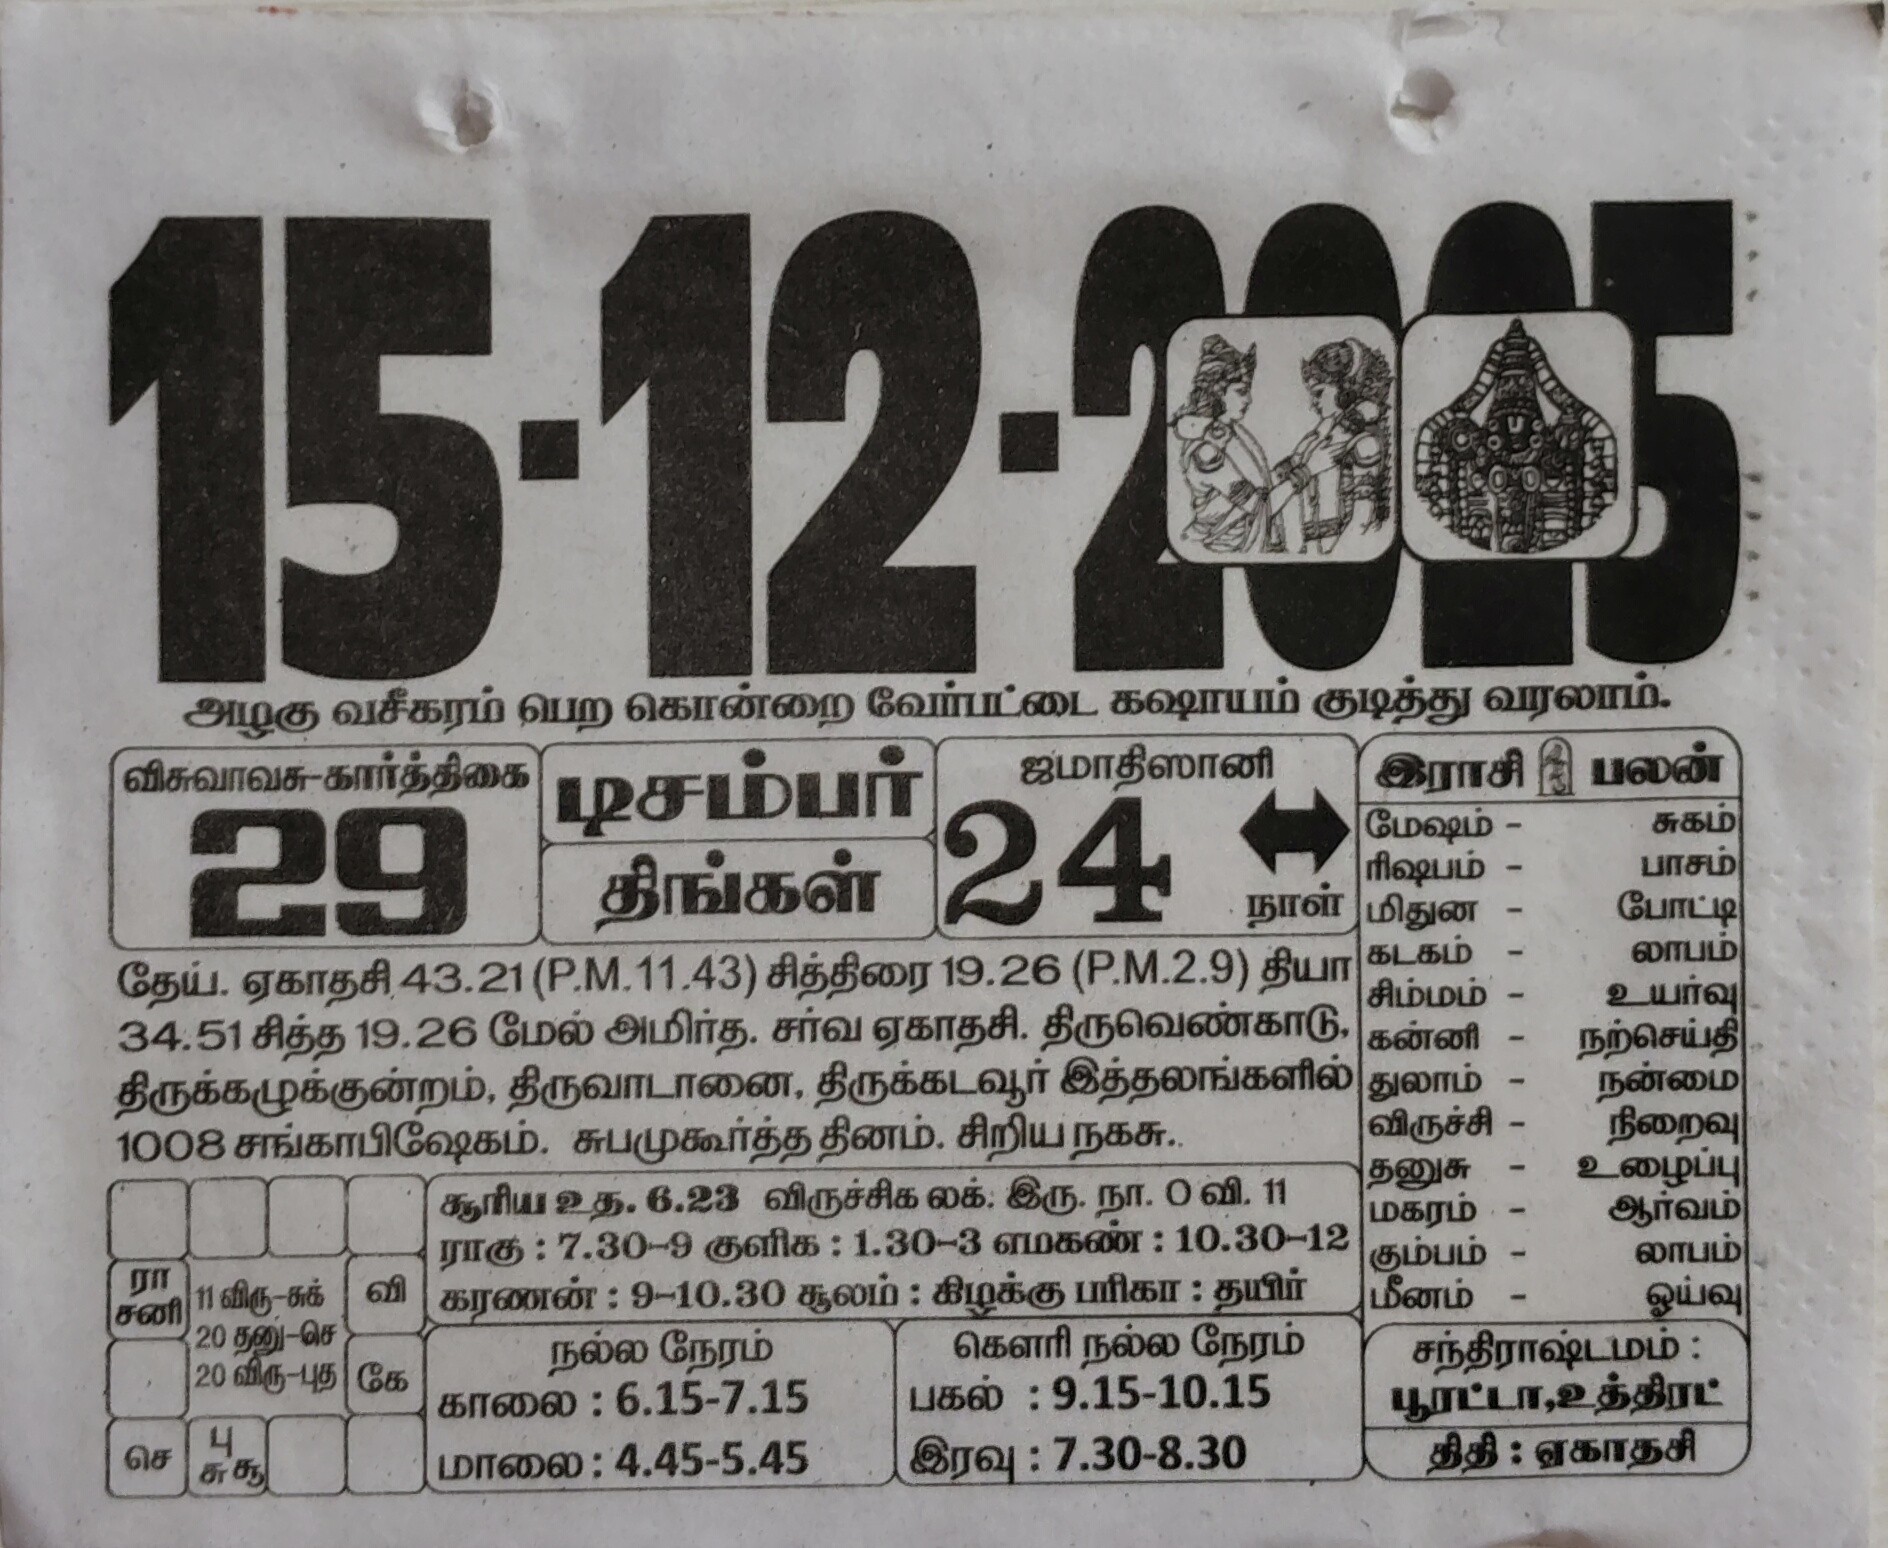 15-12-2025
அழகு வசீகரம் பெற கொன்றை வேர்பட்டை கஷாயம் குடித்து வரலாம்.
விசுவாவசு-கார்த்திகை
29
டிசம்பர்
திங்கள்
ஜமாதிஸானி
24
நாள்
தேய். ஏகாதசி 43.21 (P.M.11.43) சித்திரை 19.26 (P.M.2.9) தியா
34.51 சித்த 19.26 மேல் அமிர்த. சர்வ ஏகாதசி. திருவெண்காடு,
திருக்கழுக்குன்றம், திருவாடானை, திருக்கடவூர் இத்தலங்களில்
1008 சங்காபிஷேகம். சுபமுகூர்த்த தினம். சிறிய நகசு..
இராசி பலன்
மேஷம் - சுகம்
ரிஷபம் - பாசம்
மிதுன - போட்டி
கடகம் - லாபம்
சிம்மம் - உயர்வு
கன்னி - நற்செய்தி
துலாம் - நன்மை
விருச்சி - நிறைவு
தனுசு - உழைப்பு
மகரம் - ஆர்வம்
கும்பம் - லாபம்
மீனம் - ஓய்வு
ரா
சனி
11 விரு-சுக்
20 தனு-செ
20 விரு-புத
வி
கே
செ
பு
சு சூ
சூரிய உத. 6.23 விருச்சிக லக். இரு. நா. 0 வி. 11
ராகு : 7.30-9 குளிக : 1.30-3 எமகண் : 10.30-12
கரணன் : 9-10.30 சூலம் : கிழக்கு பரிகா : தயிர்
நல்ல நேரம்
காலை : 6.15-7.15
மாலை : 4.45-5.45
கௌரி நல்ல நேரம்
பகல் : 9.15-10.15
இரவு : 7.30-8.30
சந்திராஷ்டமம் :
பூரட்டா,உத்திரட்
திதி : ஏகாதசி